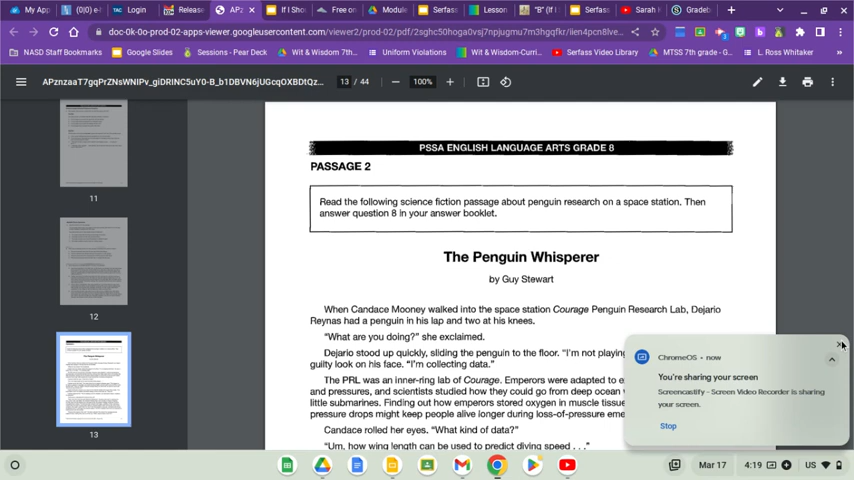 My App
(0)(0) e-h
TAC Login
Release
APz
If I Sho
Free on
Module
Serfass
Lesson
"B" (If I
Serfass
Sarah K
Gradeb
doc-0k-0o-prod-02-apps-viewer.googleusercontent.com/viewer2/prod-02/pdf/2sghc50hoga0vsj7npjugmu7m3hgqfkr/ien4pcn8lve...
NASD Staff Bookmarks
Google Slides
Sessions - Pear Deck
Wit & Wisdom 7th...
Uniform Violations
Wit & Wisdom-Curri...
Serfass Video Library
MTSS 7th grade - G...
L. Ross Whitaker
APznzaaT7gqPrZNsWNIPv_giDRINC5uY0-B_b1DBVN6jUGcqOXBDtQz...
13 / 44
100%
11
12
13
PSSA ENGLISH LANGUAGE ARTS GRADE 8
PASSAGE 2
Read the following science fiction passage about penguin research on a space station. Then
answer question 8 in your answer booklet.
The Penguin Whisperer
by Guy Stewart
When Candace Mooney walked into the space station Courage Penguin Research Lab, Dejario
Reynas had a penguin in his lap and two at his knees.
"What are you doing?" she exclaimed.
Dejario stood up quickly, sliding the penguin to the floor. "I'm not playing
guilty look on his face. "I'm collecting data."
The PRL was an inner-ring lab of Courage. Emperors were adapted to e
and pressures, and scientists studied how they could go from deep ocean
little submarines. Finding out how emperors stored oxygen in muscle tissue
pressure drops might keep people alive longer during loss-of-pressure eme
Candace rolled her eyes. "What kind of data?"
"Um, how wing length can be used to predict diving speed . . ."
ChromeOS • now
You're sharing your screen
Screencastify - Screen Video Recorder is sharing
your screen.
Stop
Mar 17
4:19
US